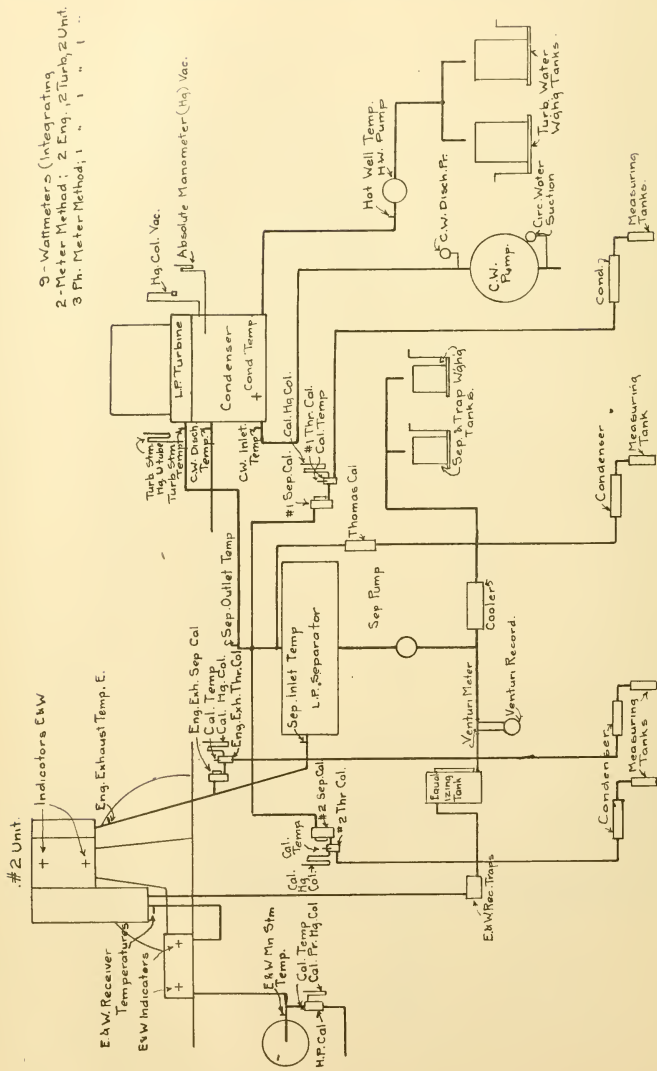 9-Wattmeters (Integrating
2-Meter Method; 2 Eng., 2 Turb, 2 Unit.
3 Ph. Meter Method; 1 " 1 " 1 "
#2 Unit.
Indicators E&W
Eng. Exhaust Temp. E.
E&W. Receiver
Temperatures
E&W Indicators
E&W Mn Stm
Temp.
Cal. Temp
Cal. Pr. Hg. Col
H.P. Cal
Eng. Exh. Sep Cal
Cal. Temp
Cal. Hg. Col.
Eng. Exh. Thr. Cal
Sep. Outlet Temp
Sep. Inlet Temp
L.P. Separator
Cal.
Temp
Cal. Hg.
Col.
#2 Sep. Cal.
#2 Thr Cal.
Turb. Stm.
Hg. U tube
Turb Stm.
Temp.
C.W. Disch
Temp.
C.W. Inlet.
Temp.
L.P. Turbine
Condenser
Cond Temp
Hg. Col. Vac.
Absolute Manometer (Hg) Vac.
#1 Sep. Cal.
Cal. Hg Col.
#1 Thr. Cal.
Cal. Temp
Thomas Cal
Sep Pump
Cooler
Venturi Meter
Venturi Record.
Equal
izing
Tank
E&W. Rec. Traps
Sep & Trap Wghg.
Tanks.
Hot Well Temp.
H.W. Pump
C.W. Disch. Pr.
C.W.
Pump.
Circ. Water
Suction
Turb. Water
Wghg Tanks.
Cond.
Measuring
Tanks.
Condenser
Measuring
Tank
Condenser
Measuring
Tanks